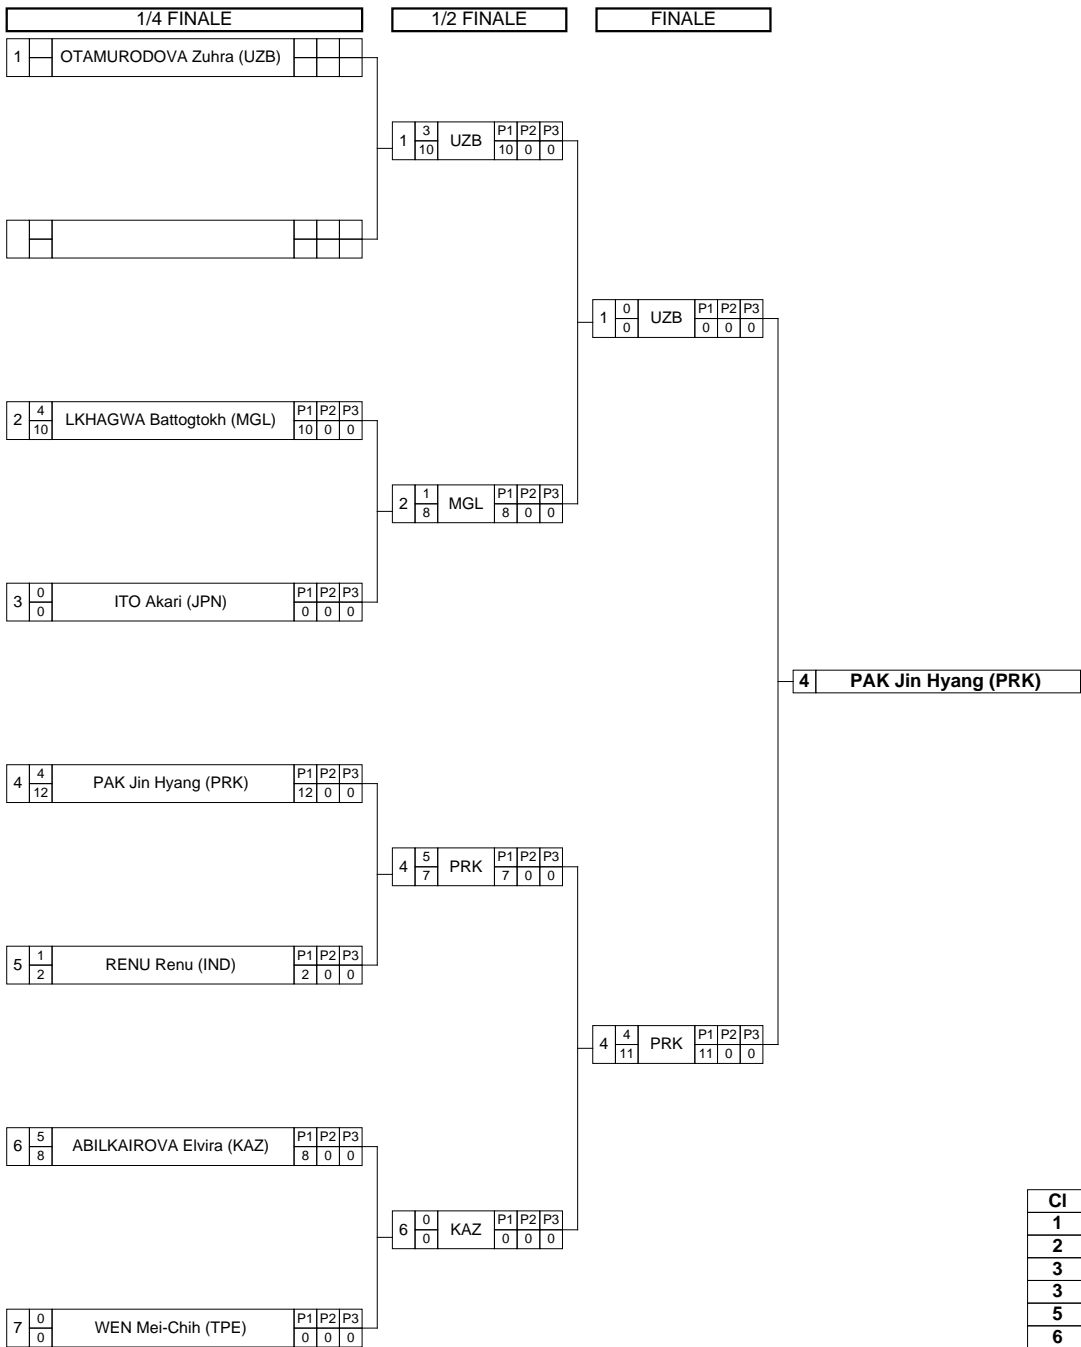 1/4 FINALE 1/2 FINALE FINALE
1 OTAMURODOVA Zuhra (UZB)
1 3 10 UZB P1 P2 P3 10 0 0
1 0 0 UZB P1 P2 P3 0 0 0
2 4 10 LKHAGWA Battogtokh (MGL) P1 P2 P3 10 0 0
2 1 8 MGL P1 P2 P3 8 0 0
3 0 0 ITO Akari (JPN) P1 P2 P3 0 0 0
4 PAK Jin Hyang (PRK)
4 4 12 PAK Jin Hyang (PRK) P1 P2 P3 12 0 0
4 5 7 PRK P1 P2 P3 7 0 0
5 1 2 RENU Renu (IND) P1 P2 P3 2 0 0
4 4 11 PRK P1 P2 P3 11 0 0
6 5 8 ABILKAIROVA Elvira (KAZ) P1 P2 P3 8 0 0
6 0 0 KAZ P1 P2 P3 0 0 0
7 0 0 WEN Mei-Chih (TPE) P1 P2 P3 0 0 0
Cl
1
2
3
3
5
6